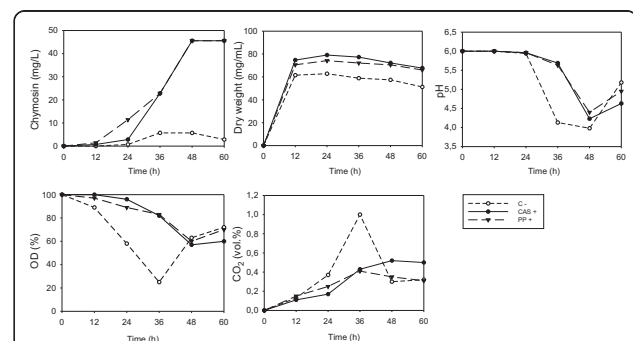 50
40
30
20
10
0
Chymosin (mg/L)
0 12 24 36 48 60
Time (h)
100
80
60
40
20
0
Dry weight (mg/mL)
0 12 24 36 48 60
Time (h)
6,5
6,0
5,5
5,0
4,5
4,0
3,5
pH
0 12 24 36 48 60
Time (h)
100
80
60
40
20
0
OD (%)
0 12 24 36 48 60
Time (h)
1,2
1,0
0,8
0,6
0,4
0,2
0,0
CO2 (vol.%)
0 12 24 36 48 60
Time (h)
C -
CAS +
PP +